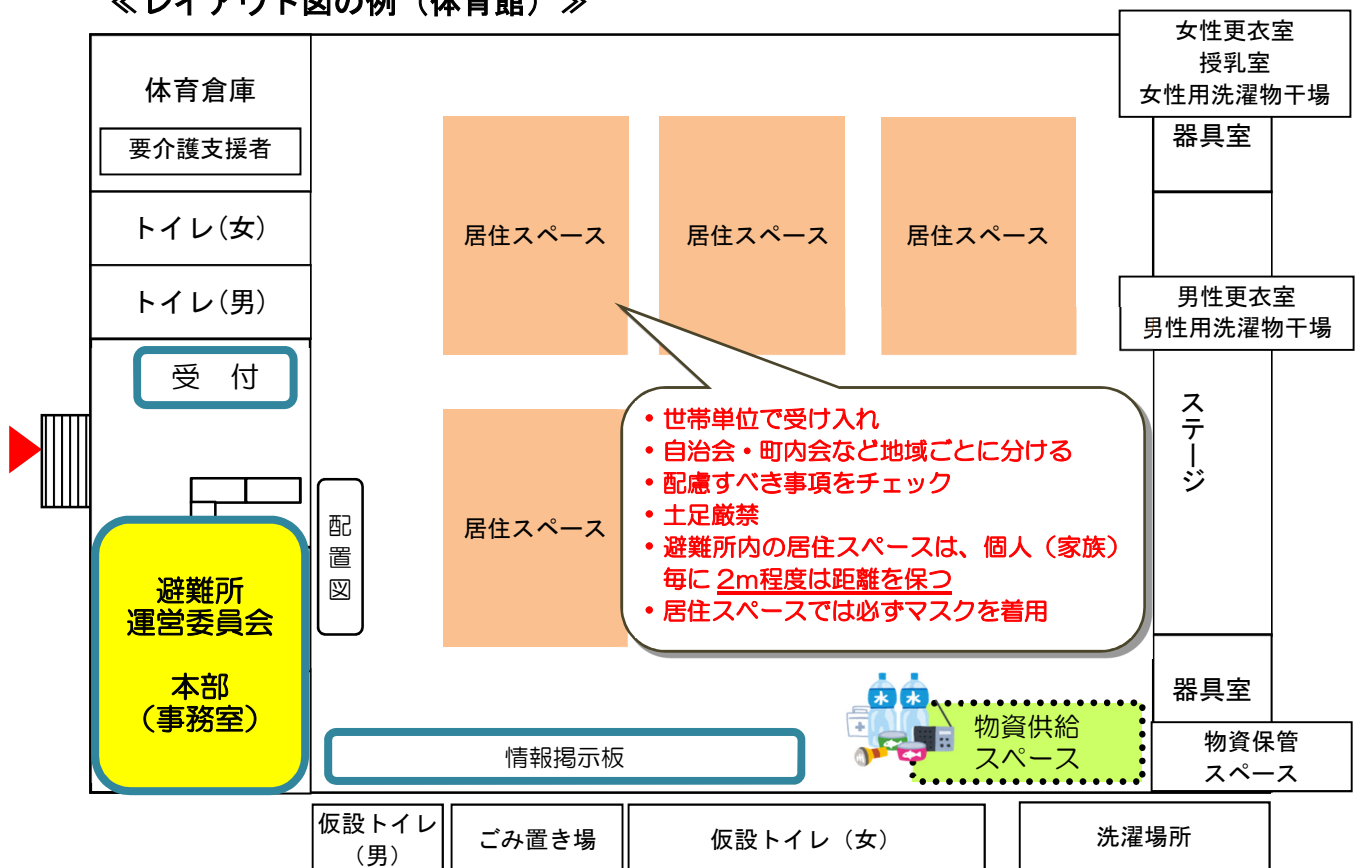 ≪レイアウト図の例（体育館）≫
女性更衣室
授乳室
女性用洗濯物干場
体育倉庫
要介護支援者
器具室
トイレ(女)
トイレ(男)
居住スペース
居住スペース
居住スペース
男性更衣室
男性用洗濯物干場
受　付
・世帯単位で受け入れ
・自治会・町内会など地域ごとに分ける
・配慮すべき事項をチェック
・土足厳禁
・避難所内の居住スペースは、個人（家族）
毎に 2m程度は距離を保つ
・居住スペースでは必ずマスクを着用
ステージ
配置図
居住スペース
避難所
運営委員会
本部
（事務室）
器具室
水 水
物資供給
スペース
物資保管
スペース
情報掲示板
仮設トイレ
（男）
ごみ置き場
仮設トイレ（女）
洗濯場所